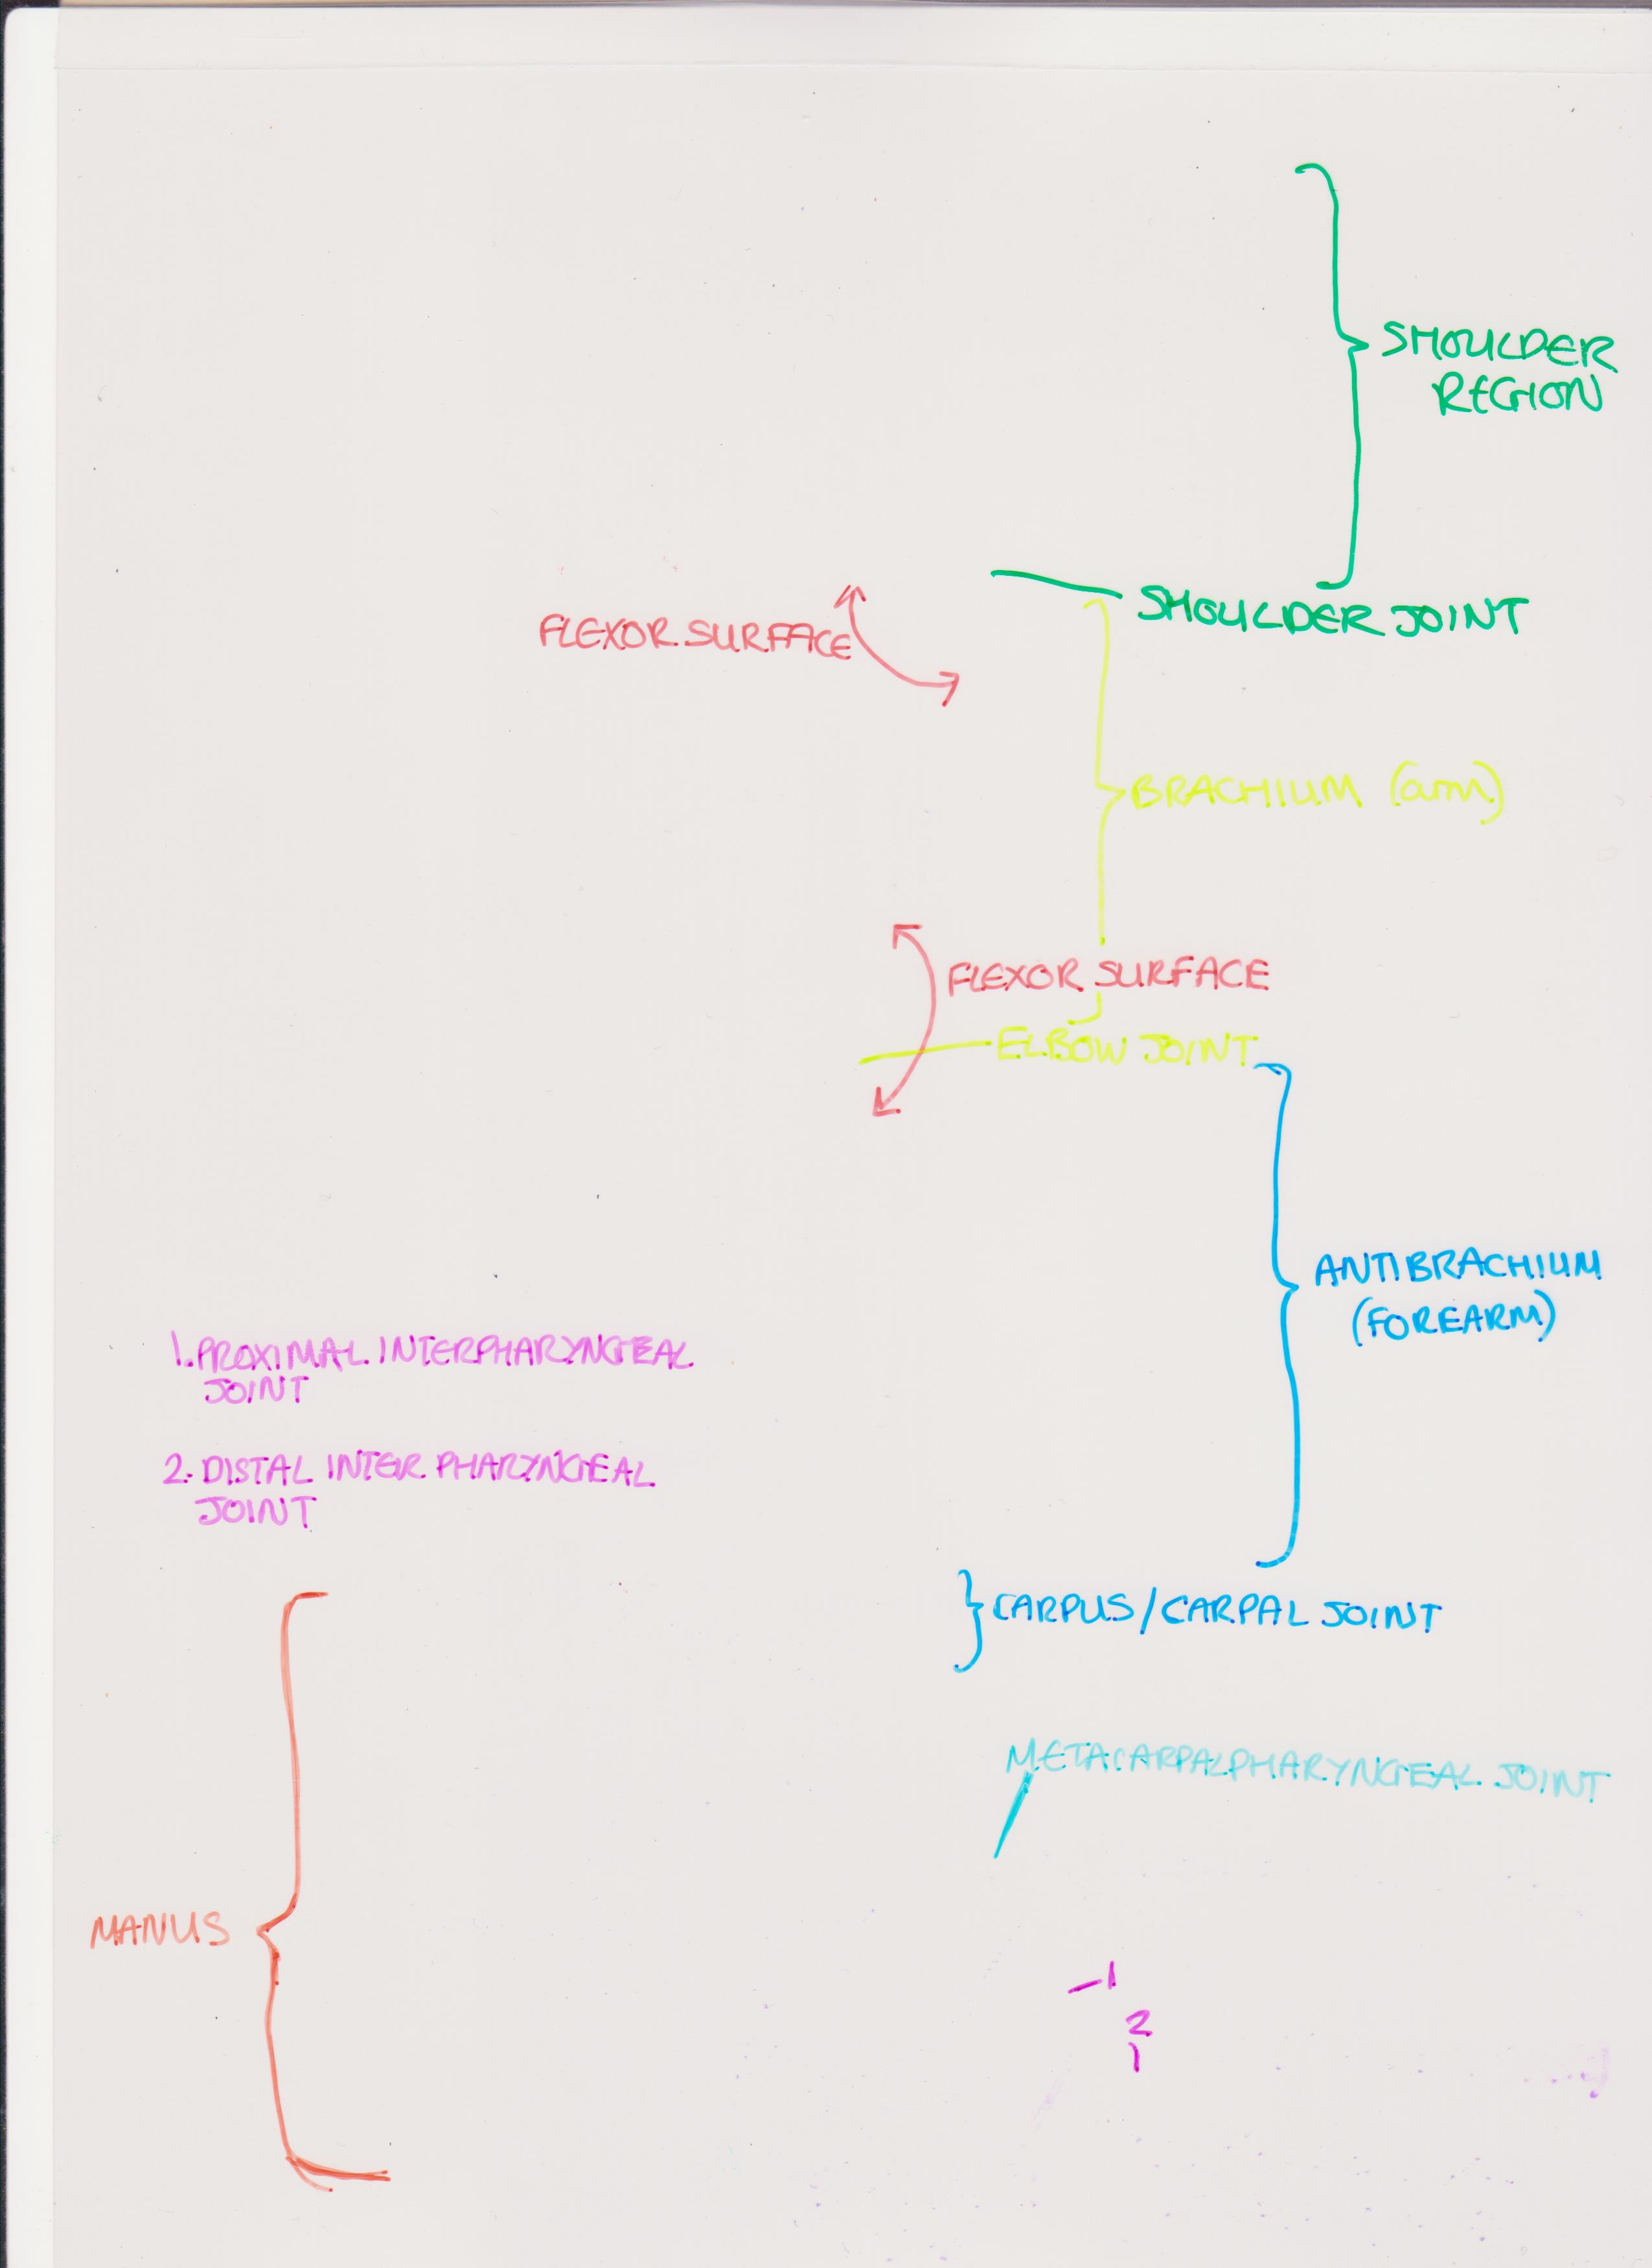 SHOULDER
REGION
SHOULDER JOINT
FLEXOR SURFACE
BRACHIUM (arm)
FLEXOR SURFACE
ELBOW JOINT
ANTIBRACHIUM
(FOREARM)
1. PROXIMAL INTERPHARYNGEAL
JOINT
2. DISTAL INTER PHARYNGEAL
JOINT
CARPUS/CARPAL JOINT
METACARPALPHARYNGEAL JOINT
MANUS
1
2